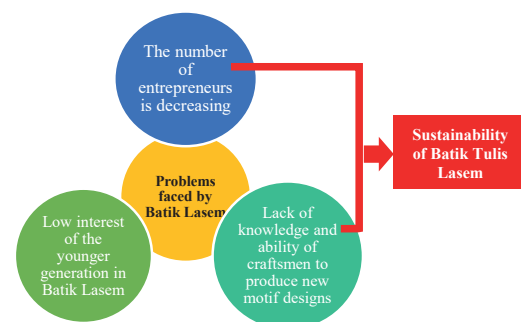 The number
of
entrepreneurs
is decreasing
Problems
faced by
Batik Lasem
Sustainability
of Batik Tulis
Lasem
Low interest
of the
younger
generation in
Batik Lasem
Lack of
knowledge and
ability of
craftsmen to
produce new
motif designs